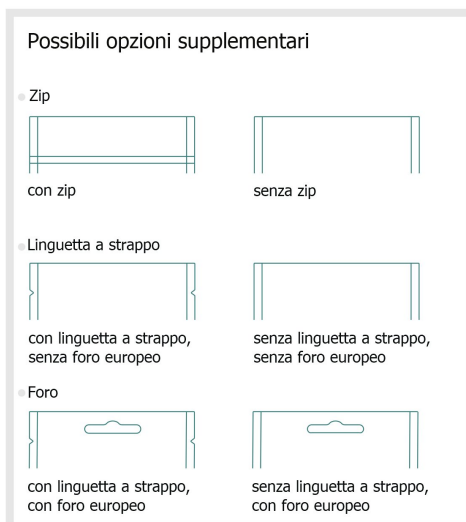 Possibili opzioni supplementari
Zip
con zip
senza zip
Linguetta a strappo
con linguetta a strappo,
senza foro europeo
senza linguetta a strappo,
senza foro europeo
Foro
con linguetta a strappo,
con foro europeo
senza linguetta a strappo,
con foro europeo